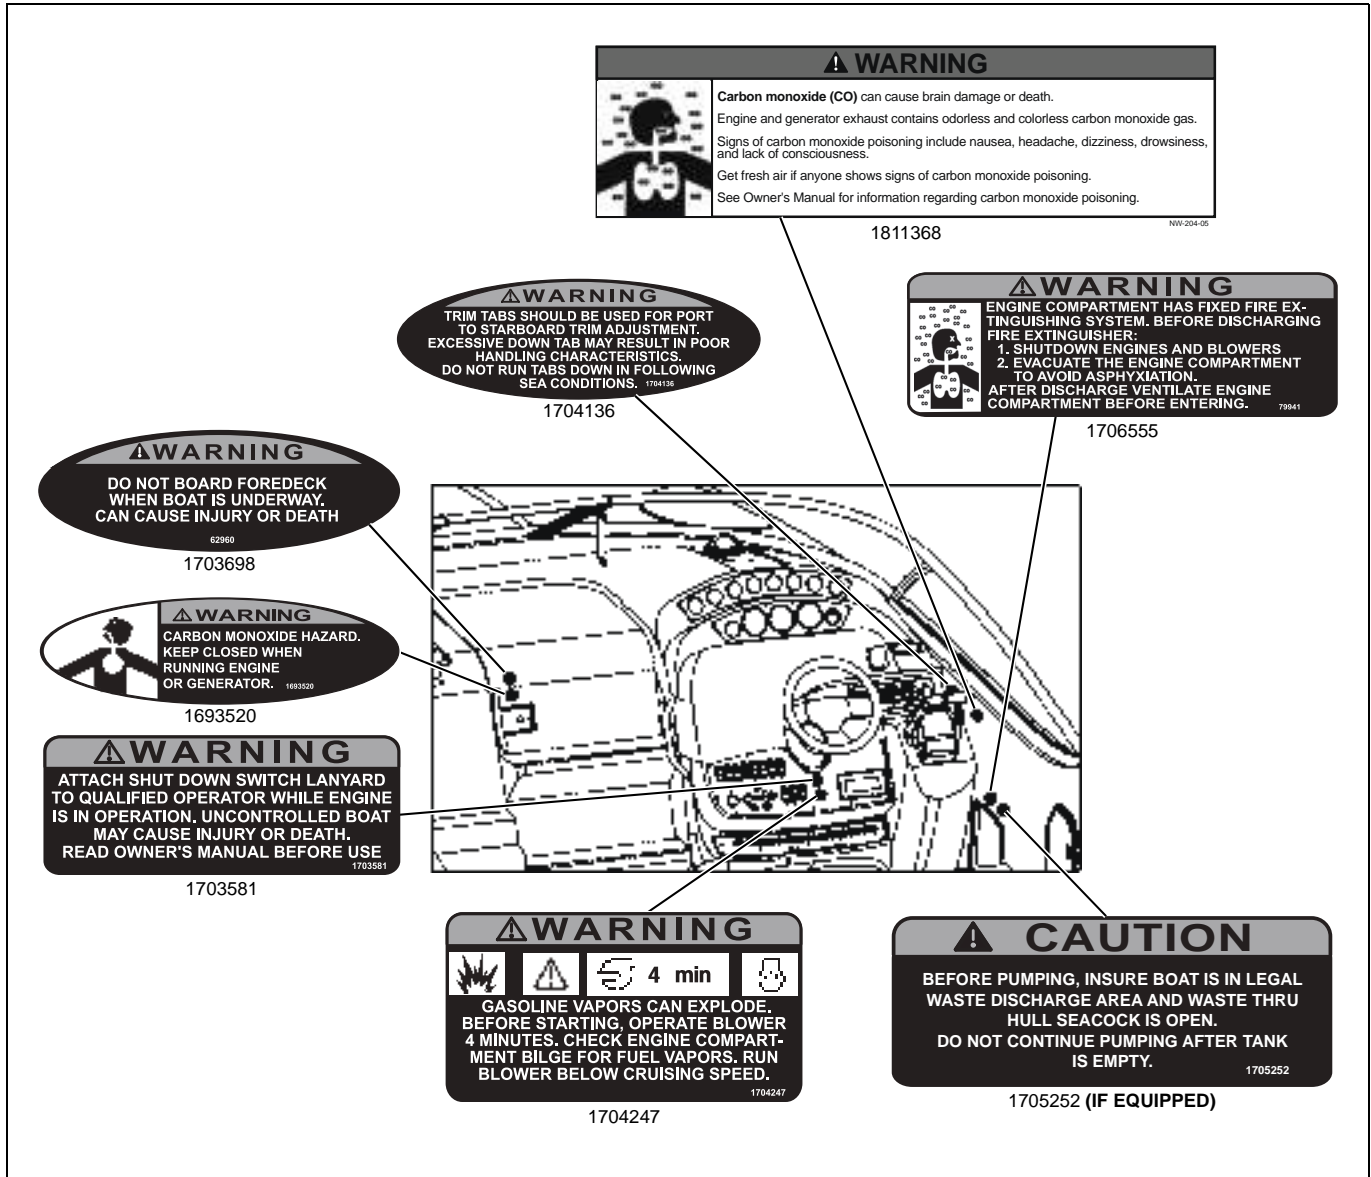 WARNING
Carbon monoxide (CO) can cause brain damage or death.
Engine and generator exhaust contains odorless and colorless carbon monoxide gas.
Signs of carbon monoxide poisoning include nausea, headache, dizziness, drowsiness,
and lack of consciousness.
Get fresh air if anyone shows signs of carbon monoxide poisoning.
See Owner's Manual for information regarding carbon monoxide poisoning.
NW-204-05
1811368
WARNING
TRIM TABS SHOULD BE USED FOR PORT
TO STARBOARD TRIM ADJUSTMENT.
EXCESSIVE DOWN TAB MAY RESULT IN POOR
HANDLING CHARACTERISTICS.
DO NOT RUN TABS DOWN IN FOLLOWING
SEA CONDITIONS. 1704136
1704136
WARNING
ENGINE COMPARTMENT HAS FIXED FIRE EX-
TINGUISHING SYSTEM. BEFORE DISCHARGING
FIRE EXTINGUISHER:
1. SHUTDOWN ENGINES AND BLOWERS
2. EVACUATE THE ENGINE COMPARTMENT
TO AVOID ASPHYXIATION.
AFTER DISCHARGE VENTILATE ENGINE
COMPARTMENT BEFORE ENTERING. 79941
1706555
WARNING
DO NOT BOARD FOREDECK
WHEN BOAT IS UNDERWAY.
CAN CAUSE INJURY OR DEATH
62960
1703698
WARNING
CARBON MONOXIDE HAZARD.
KEEP CLOSED WHEN
RUNNING ENGINE
OR GENERATOR. 1693520
1693520
WARNING
ATTACH SHUT DOWN SWITCH LANYARD
TO QUALIFIED OPERATOR WHILE ENGINE
IS IN OPERATION. UNCONTROLLED BOAT
MAY CAUSE INJURY OR DEATH.
READ OWNER'S MANUAL BEFORE USE
1703581
1703581
WARNING
4 min
GASOLINE VAPORS CAN EXPLODE.
BEFORE STARTING, OPERATE BLOWER
4 MINUTES. CHECK ENGINE COMPART-
MENT BILGE FOR FUEL VAPORS. RUN
BLOWER BELOW CRUISING SPEED.
1704247
1704247
CAUTION
BEFORE PUMPING, INSURE BOAT IS IN LEGAL
WASTE DISCHARGE AREA AND WASTE THRU
HULL SEACOCK IS OPEN.
DO NOT CONTINUE PUMPING AFTER TANK
IS EMPTY. 1705252
1705252 (IF EQUIPPED)